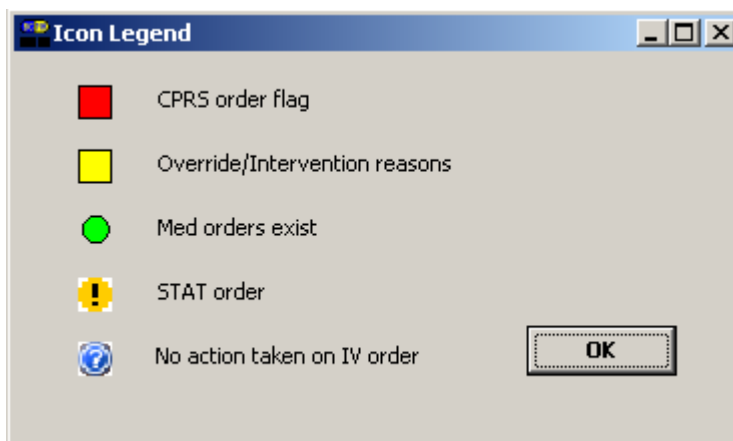 Icon Legend
CPRS order flag
Override/Intervention reasons
Med orders exist
STAT order
No action taken on IV order
OK